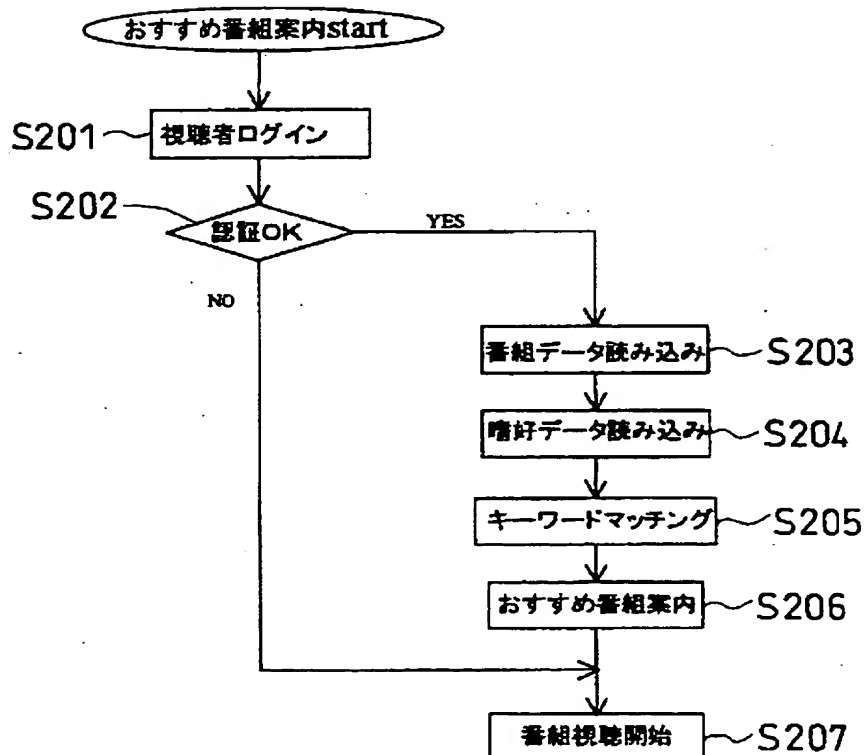 おすすめ番組案内start
S201 視聴者ログイン
S202 認証OK
YES
NO
番組データ読み込み S203
嗜好データ読み込み S204
キーワードマッチング S205
おすすめ番組案内 S206
番組視聴開始 S207